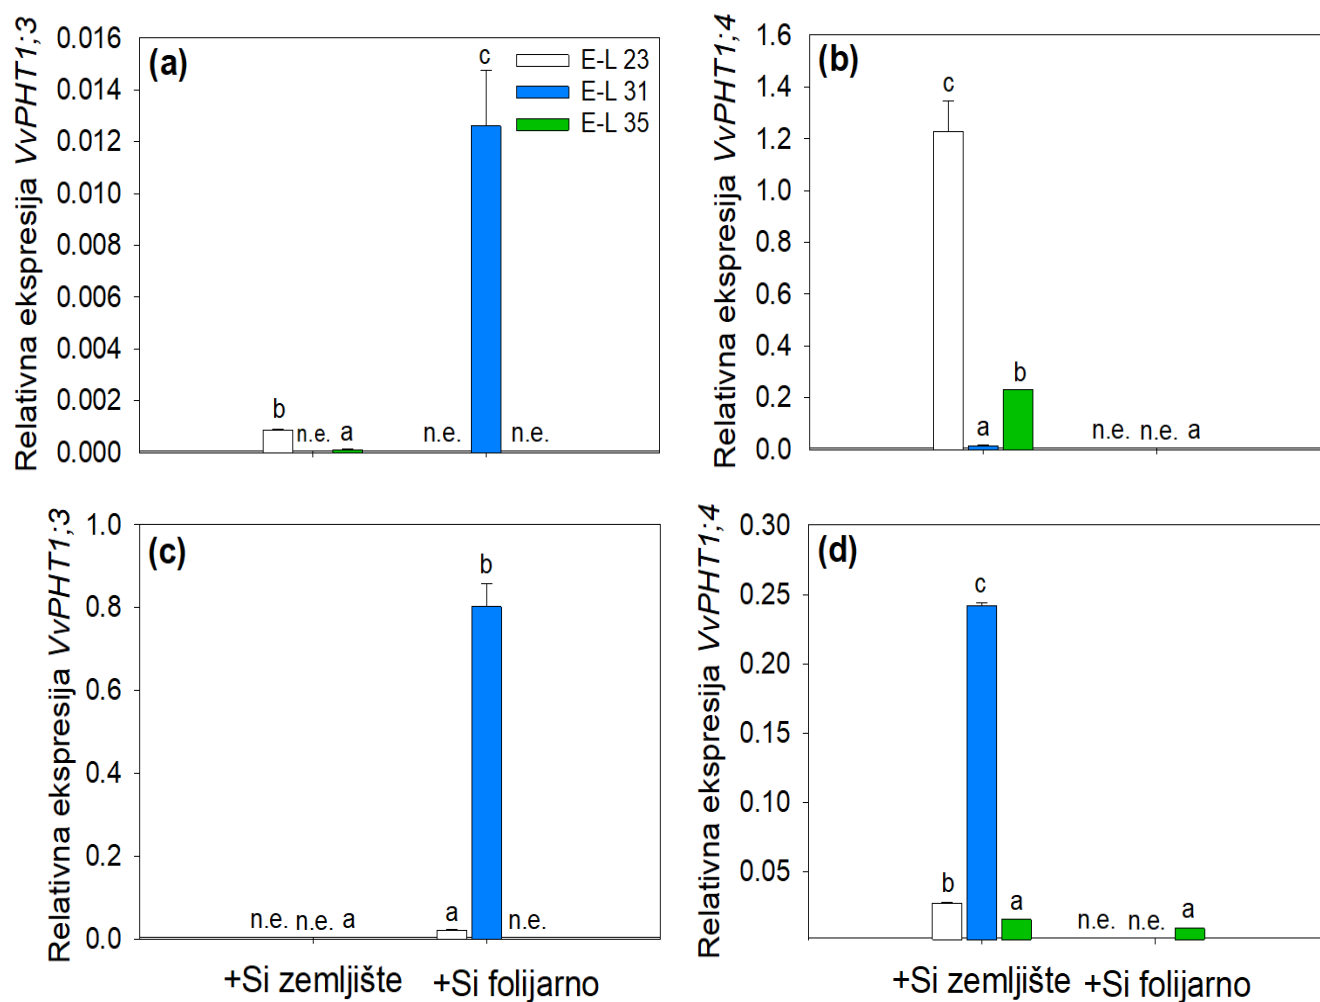 Relativna ekspresija VvPHT1;3
0.016
0.014
0.012
0.010
0.008
0.006
0.004
0.002
0.000
(a)
E-L 23
E-L 31
E-L 35
b
n.e.
a
n.e.
c
n.e.
Relativna ekspresija VvPHT1;4
1.6
1.4
1.2
1.0
0.8
0.6
0.4
0.2
0.0
(b)
c
a
b
n.e.
n.e.
a
Relativna ekspresija VvPHT1;3
1.0
0.8
0.6
0.4
0.2
0.0
(c)
n.e.
n.e.
a
a
b
n.e.
+Si zemljjište
+Si folijarno
Relativna ekspresija VvPHT1;4
0.30
0.25
0.20
0.15
0.10
0.05
(d)
b
c
a
n.e.
n.e.
a
+Si zemljjište
+Si folijarno